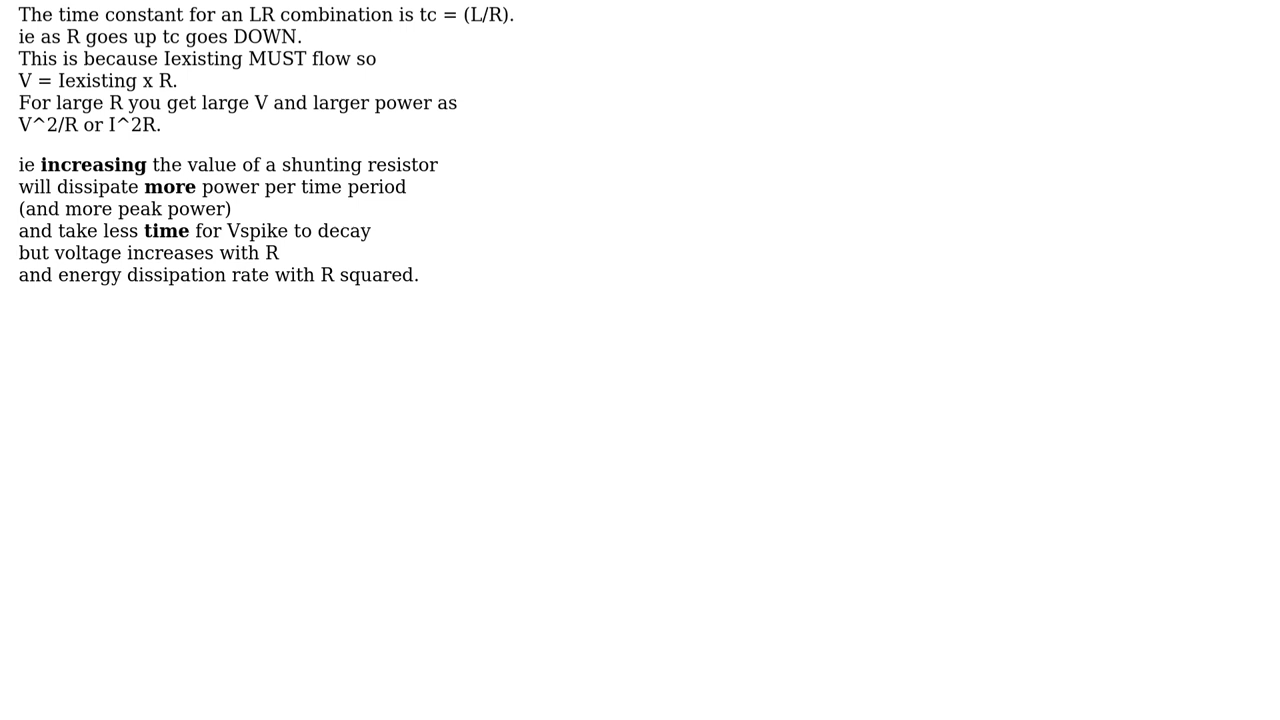 The time constant for an LR combination is tc = (L/R).
ie as R goes up tc goes DOWN.
This is because Iexisting MUST flow so
V = Iexisting x R.
For large R you get large V and larger power as
V^2/R or I^2R.
ie increasing the value of a shunting resistor
will dissipate more power per time period
(and more peak power)
and take less time for Vspike to decay
but voltage increases with R
and energy dissipation rate with R squared.